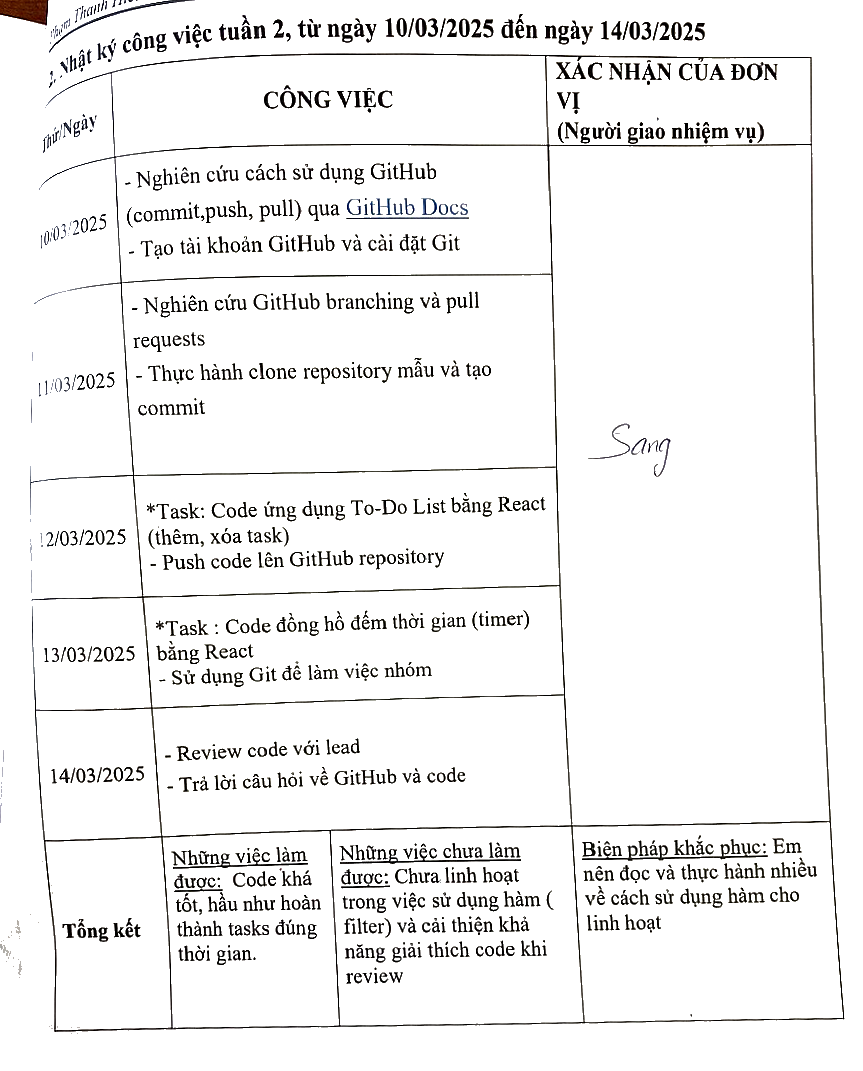 Phạm Thanh
2. Nhật ký công việc tuần 2, từ ngày 10/03/2025 đến ngày 14/03/2025
Thứ/Ngày
CÔNG VIỆC
XÁC NHẬN CỦA ĐƠN
VỊ
(Người giao nhiệm vụ)
10/03/2025
- Nghiên cứu cách sử dụng GitHub
(commit,push, pull) qua GitHub Docs
- Tạo tài khoản GitHub và cài đặt Git
11/03/2025
- Nghiên cứu GitHub branching và pull
requests
- Thực hành clone repository mẫu và tạo
commit
Sang
12/03/2025
*Task: Code ứng dụng To-Do List bằng React
(thêm, xóa task)
- Push code lên GitHub repository
13/03/2025
*Task : Code đồng hồ đếm thời gian (timer)
bằng React
- Sử dụng Git để làm việc nhóm
14/03/2025
- Review code với lead
- Trả lời câu hỏi về GitHub và code
Tổng kết
Những việc làm
được: Code khá
tốt, hầu như hoàn
thành tasks đúng
thời gian.
Những việc chưa làm
được: Chưa linh hoạt
trong việc sử dụng hàm (
filter) và cải thiện khả
năng giải thích code khi
review
Biện pháp khắc phục: Em
nên đọc và thực hành nhiều
về cách sử dụng hàm cho
linh hoạt